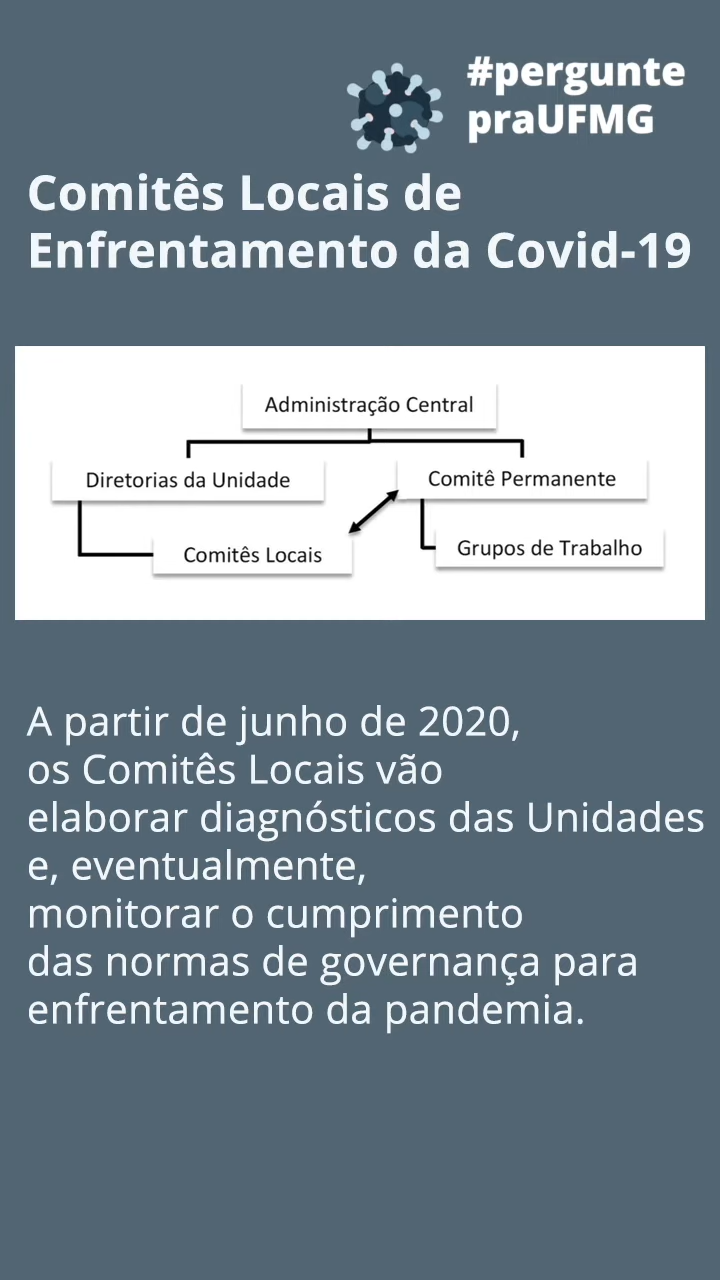 #pergunte
praUFMG
Comitês Locais de
Enfrentamento da Covid-19
Administração Central
Diretorias da Unidade
Comitê Permanente
Comitês Locais
Grupos de Trabalho
A partir de junho de 2020,
os Comitês Locais vão
elaborar diagnósticos das Unidades
e, eventualmente,
monitorar o cumprimento
das normas de governança para
enfrentamento da pandemia.